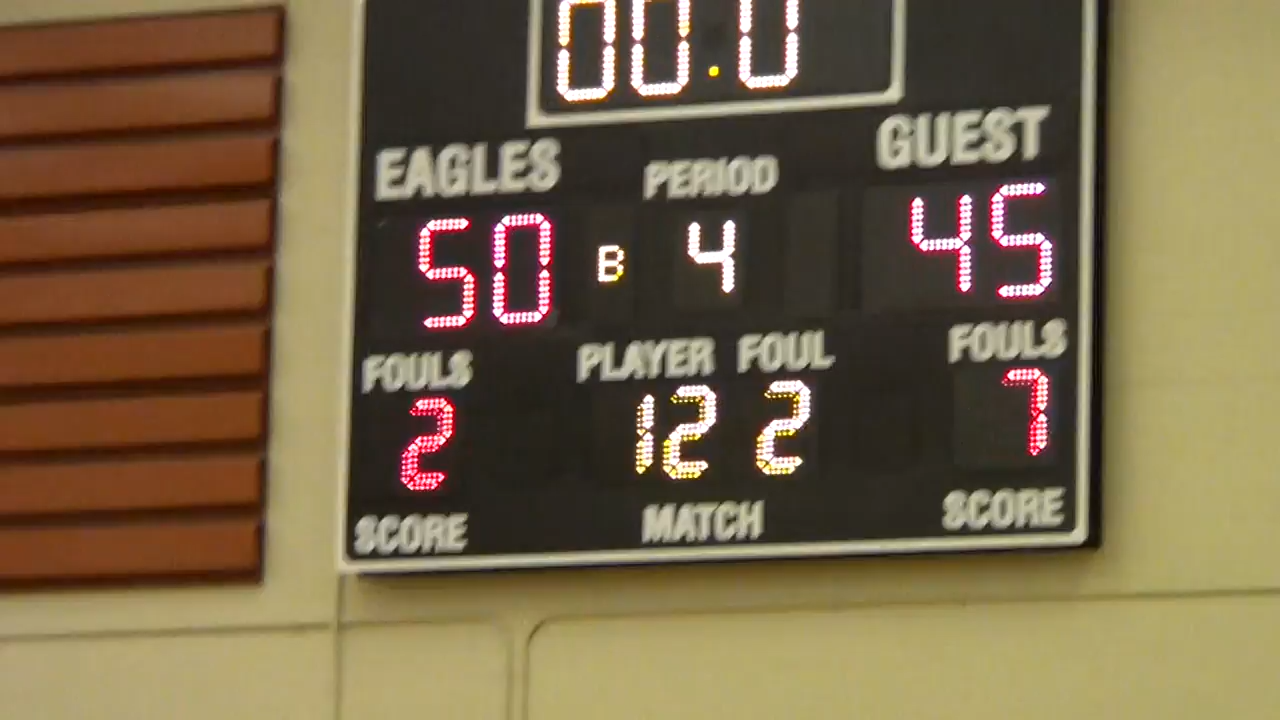 00.0
EAGLES PERIOD GUEST
50 B 4 45
FOULS PLAYER FOUL FOULS
2 12 2 7
SCORE MATCH SCORE